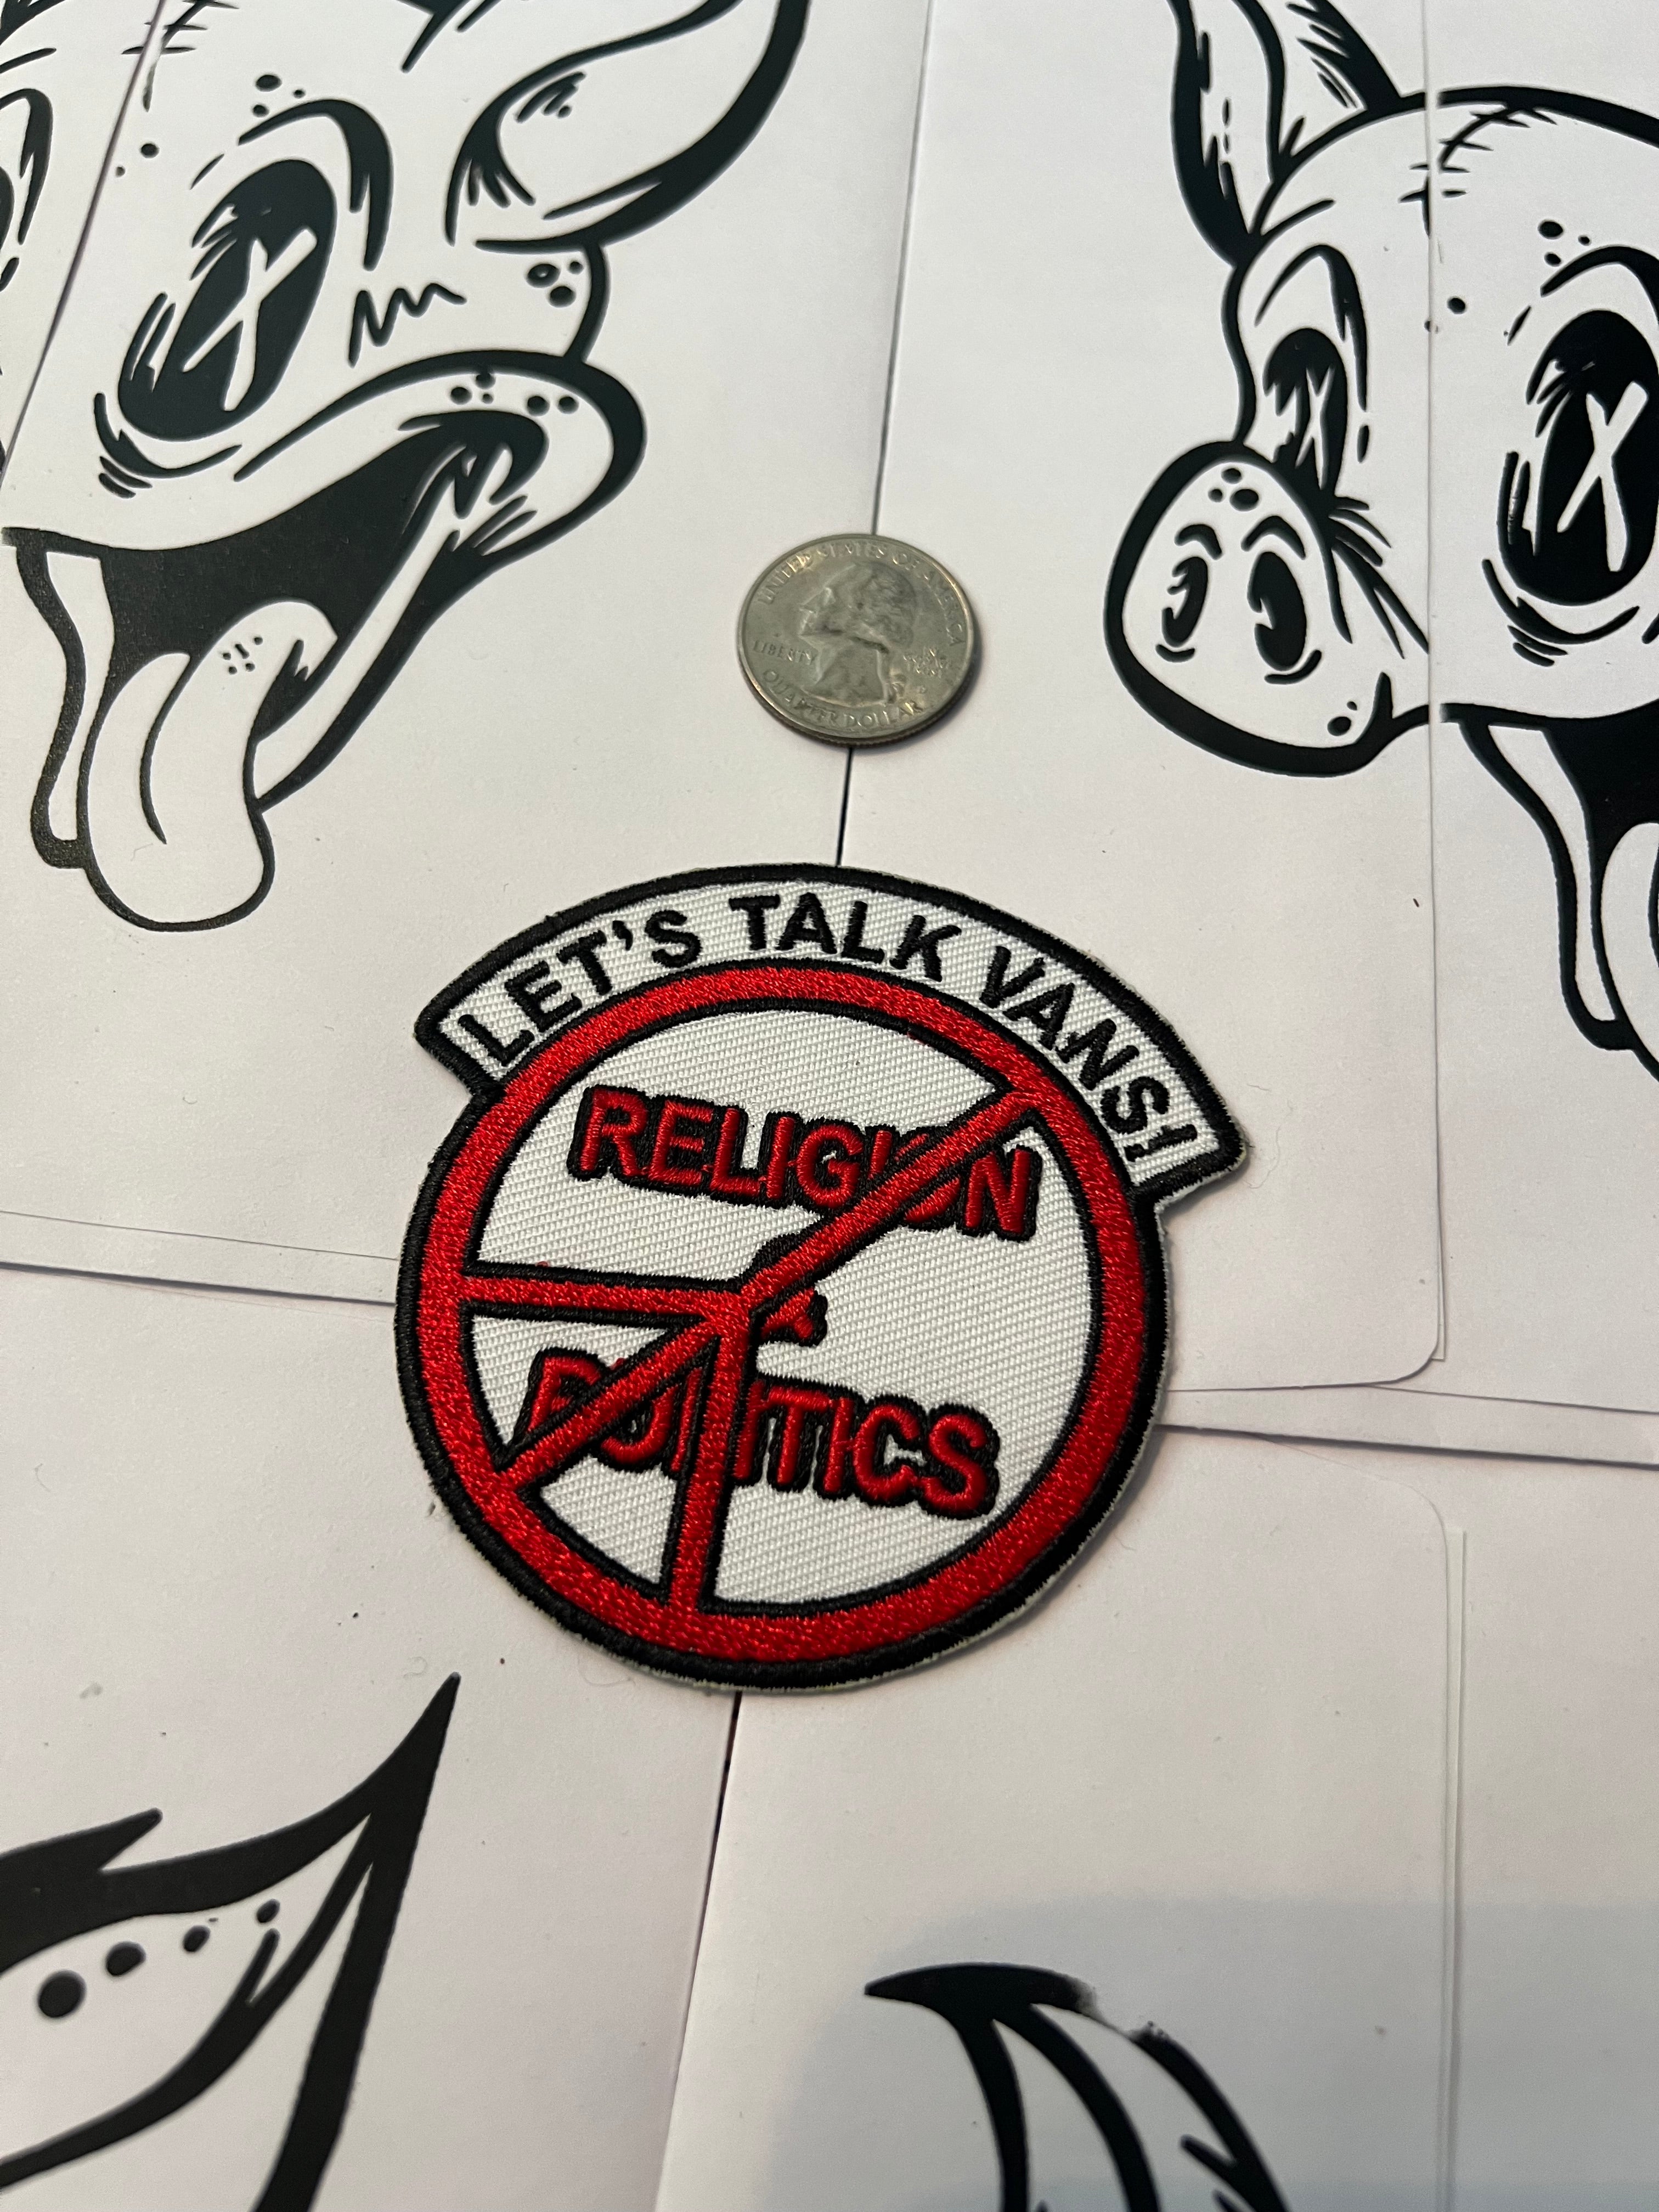 UNITED STATES OF AMERICA
LIBERTY
IN GOD
WE TRUST
QUARTER DOLLAR
LET'S TALK VANS!
RELIGION
&
POLITICS